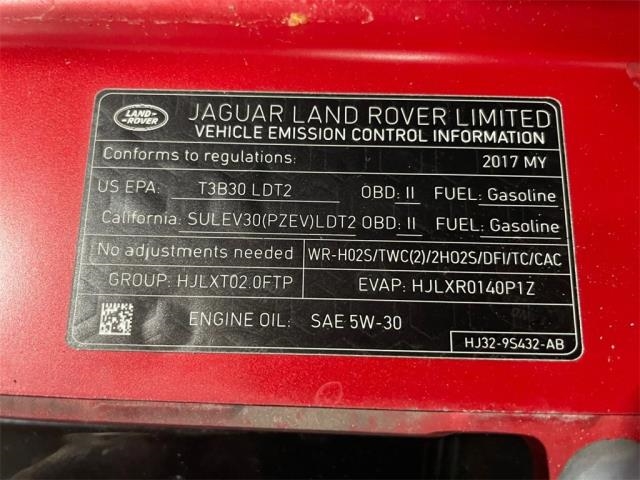 LAND-
-ROVER
JAGUAR LAND ROVER LIMITED
VEHICLE EMISSION CONTROL INFORMATION
Conforms to regulations: 2017 MY
US EPA: T3B30 LDT2 OBD: II FUEL: Gasoline
California: SULEV30(PZEV)LDT2 OBD: II FUEL: Gasoline
No adjustments needed WR-HO2S/TWC(2)/2HO2S/DFI/TC/CAC
GROUP: HJLXT02.0FTP EVAP: HJLXR0140P1Z
ENGINE OIL: SAE 5W-30
HJ32-9S432-AB